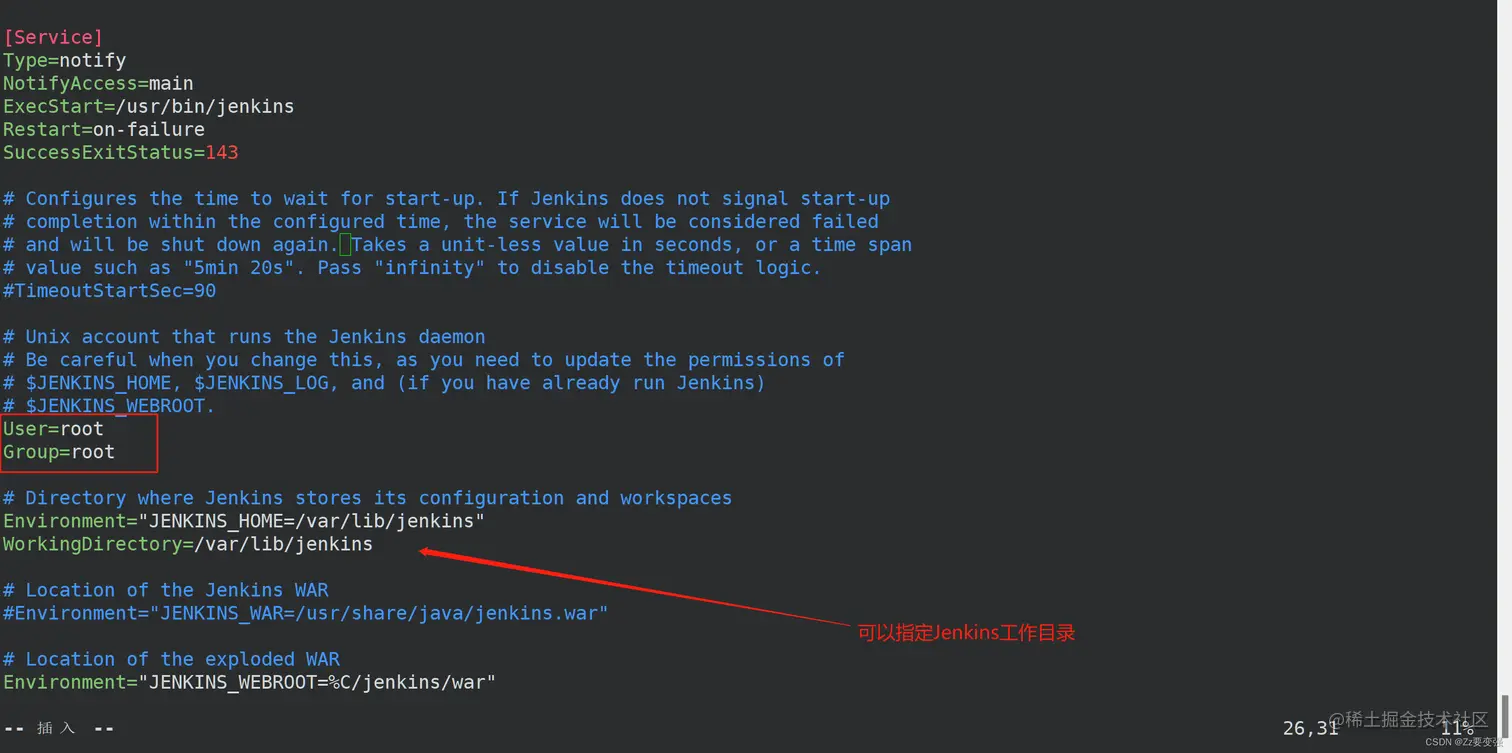 [Service]
Type=notify
NotifyAccess=main
ExecStart=/usr/bin/jenkins
Restart=on-failure
SuccessExitStatus=143
# Configures the time to wait for start-up. If Jenkins does not signal start-up
# completion within the configured time, the service will be considered failed
# and will be shut down again. Takes a unit-less value in seconds, or a time span
# value such as "5min 20s". Pass "infinity" to disable the timeout logic.
#TimeoutStartSec=90
# Unix account that runs the Jenkins daemon
# Be careful when you change this, as you need to update the permissions of
# $JENKINS_HOME, $JENKINS_LOG, and (if you have already run Jenkins)
# $JENKINS_WEBROOT.
User=root
Group=root
# Directory where Jenkins stores its configuration and workspaces
Environment="JENKINS_HOME=/var/lib/jenkins"
WorkingDirectory=/var/lib/jenkins
# Location of the Jenkins WAR
#Environment="JENKINS_WAR=/usr/share/java/jenkins.war"
可以指定Jenkins工作目录
# Location of the exploded WAR
Environment="JENKINS_WEBROOT=%C/jenkins/war"
-- 插入 --
26,31
11%
@稀土掘金技术社区
CSDN @Zz要变强